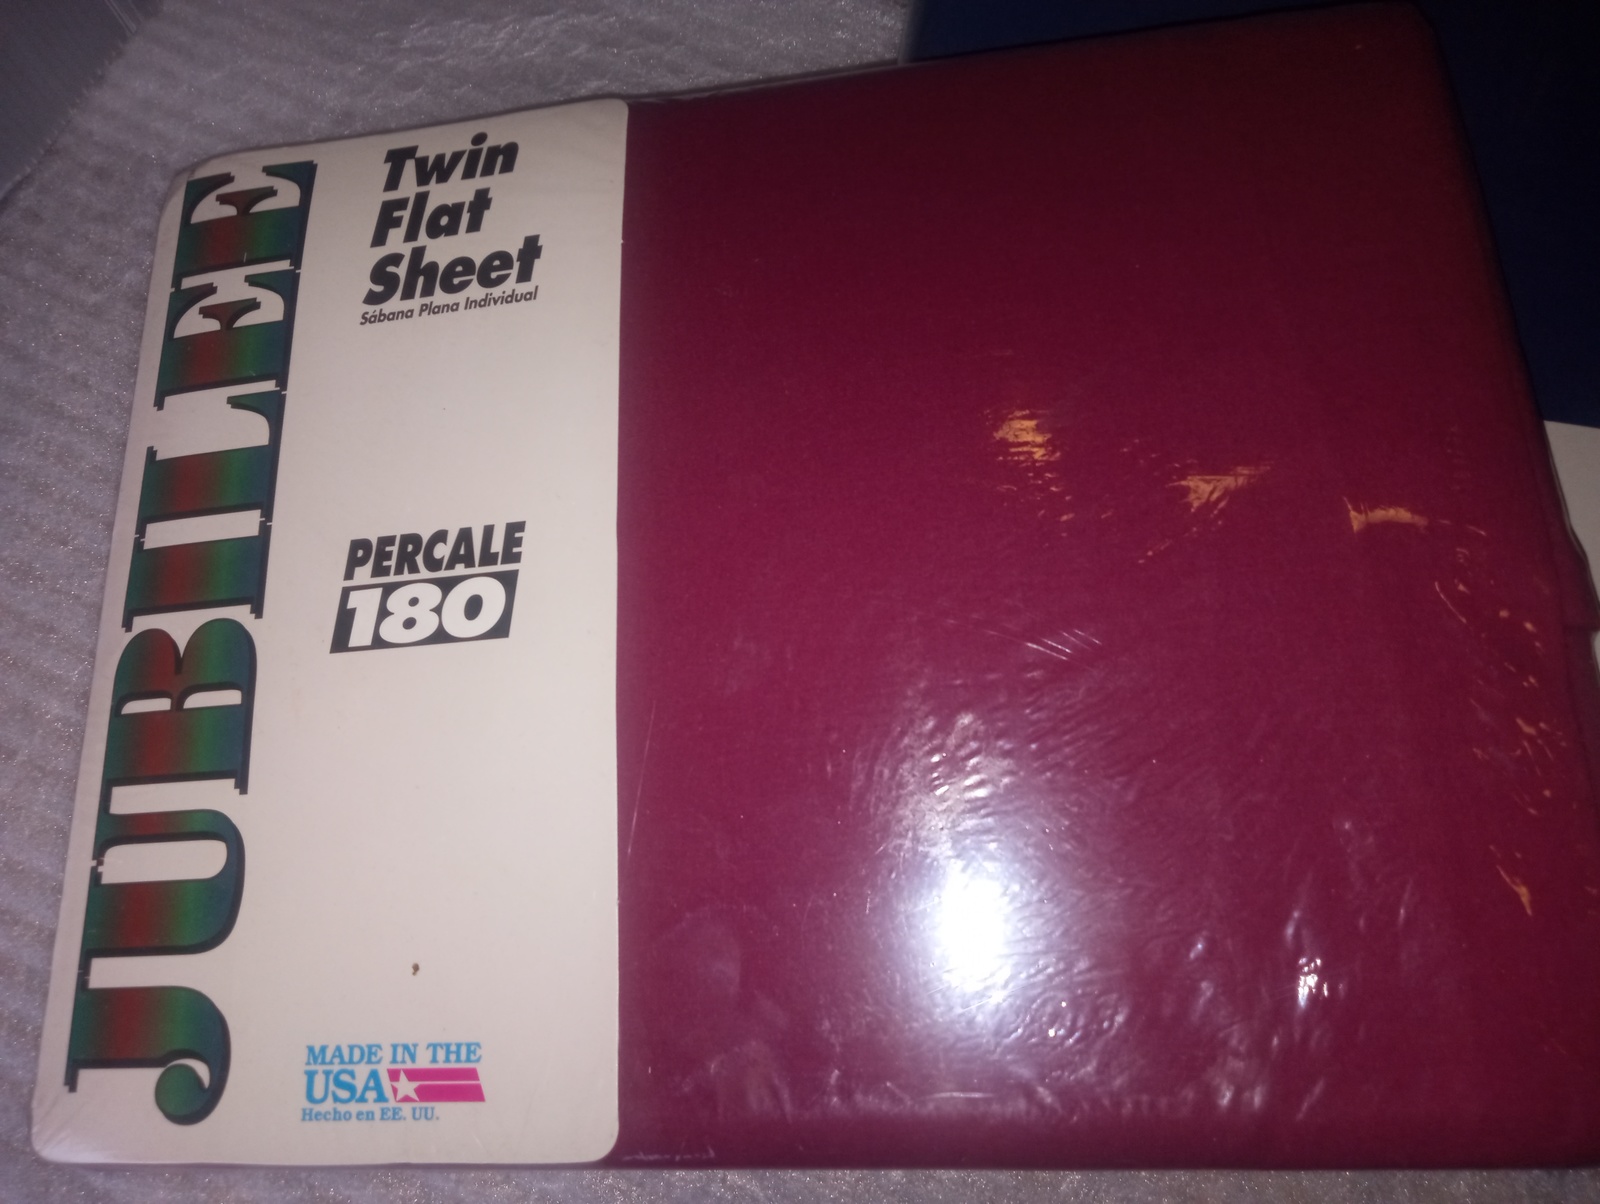 JUBILEE
Twin
Flat
Sheet
Sábana Plana Individual
PERCALE
180
MADE IN THE
USA
Hecho en EE. UU.